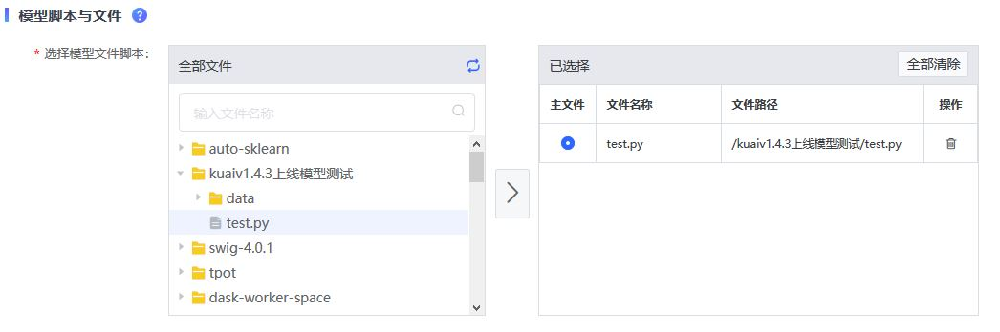 模型脚本与文件 ?
* 选择模型文件脚本：
全部文件
输入文件名称
auto-sklearn
kuaiv1.4.3上线模型测试
data
test.py
swig-4.0.1
tpot
dask-worker-space
已选择 全部清除
主文件 文件名称 文件路径 操作
test.py /kuaiv1.4.3上线模型测试/test.py